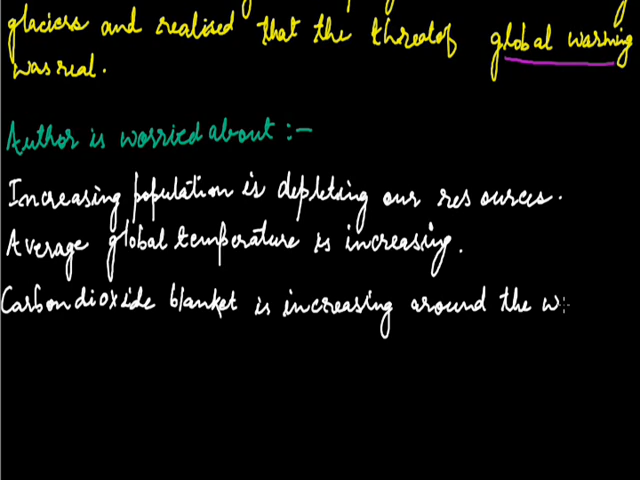 glaciers and realised that the threat of global warming
was real.
Author is worried about :-
Increasing population is depleting our resources.
Average global temperature is increasing.
Carbondioxide blanket is increasing around the w